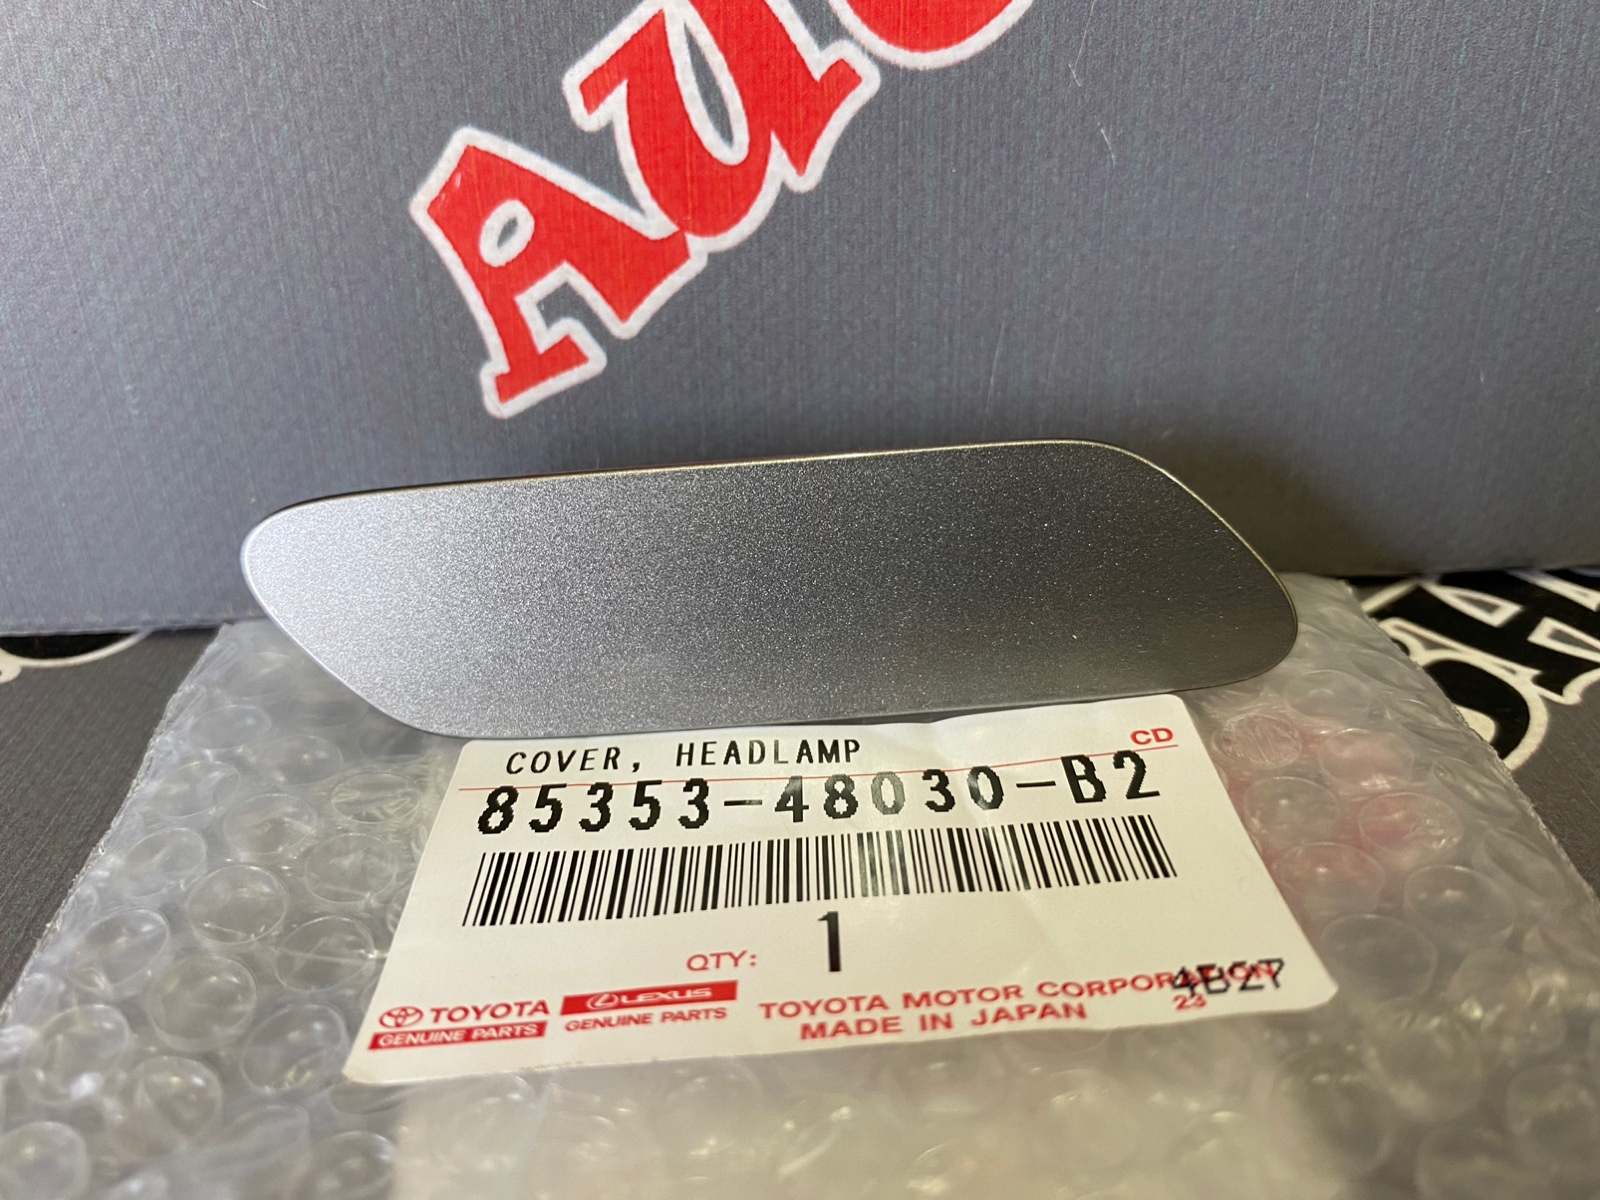 Auto
COVER, HEADLAMP
CD
85353-48030-B2
QTY: 1
TOYOTA
GENUINE PARTS
LEXUS
GENUINE PARTS
TOYOTA MOTOR CORPORATION
4B27
MADE IN JAPAN
23